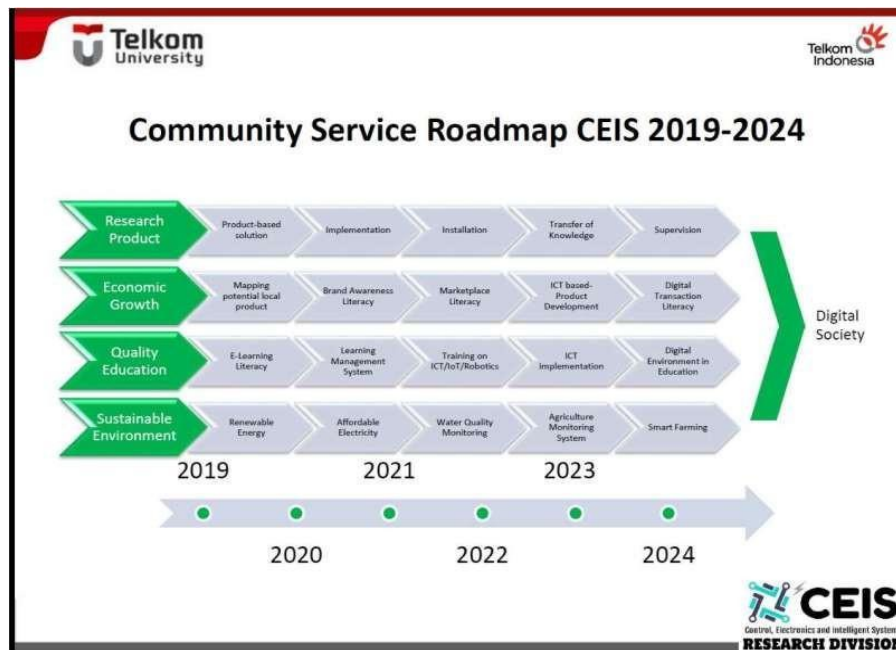 Telkom
University
Telkom
Indonesia
Community Service Roadmap CEIS 2019-2024
Research
Product
Product-based
solution
Implementation
Installation
Transfer of
Knowledge
Supervision
Economic
Growth
Mapping
potential local
product
Brand Awareness
Literacy
Marketplace
Literacy
ICT based-
Product
Development
Digital
Transaction
Literacy
Quality
Education
E-Learning
Literacy
Learning
Management
System
Training on
ICT/IoT/Robotics
ICT
Implementation
Digital
Environment in
Education
Sustainable
Environment
Renewable
Energy
Affordable
Electricity
Water Quality
Monitoring
Agriculture
Monitoring
System
Smart Farming
Digital
Society
2019
2021
2023
2020
2022
2024
CEIS
Control, Electronics and Intelligent System
RESEARCH DIVISION